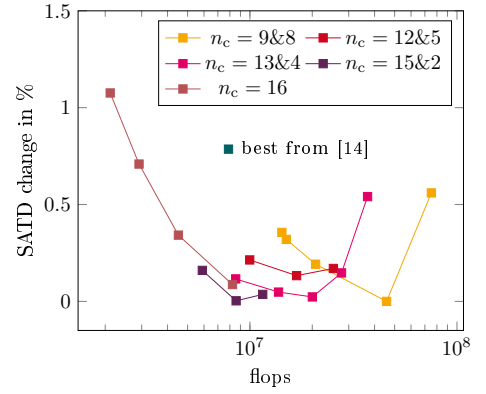 1.5
1
0.5
0
SATD change in %
n_c = 9&8 n_c = 12&5
n_c = 13&4 n_c = 15&2
n_c = 16
best from [14]
10^7 10^8
flops